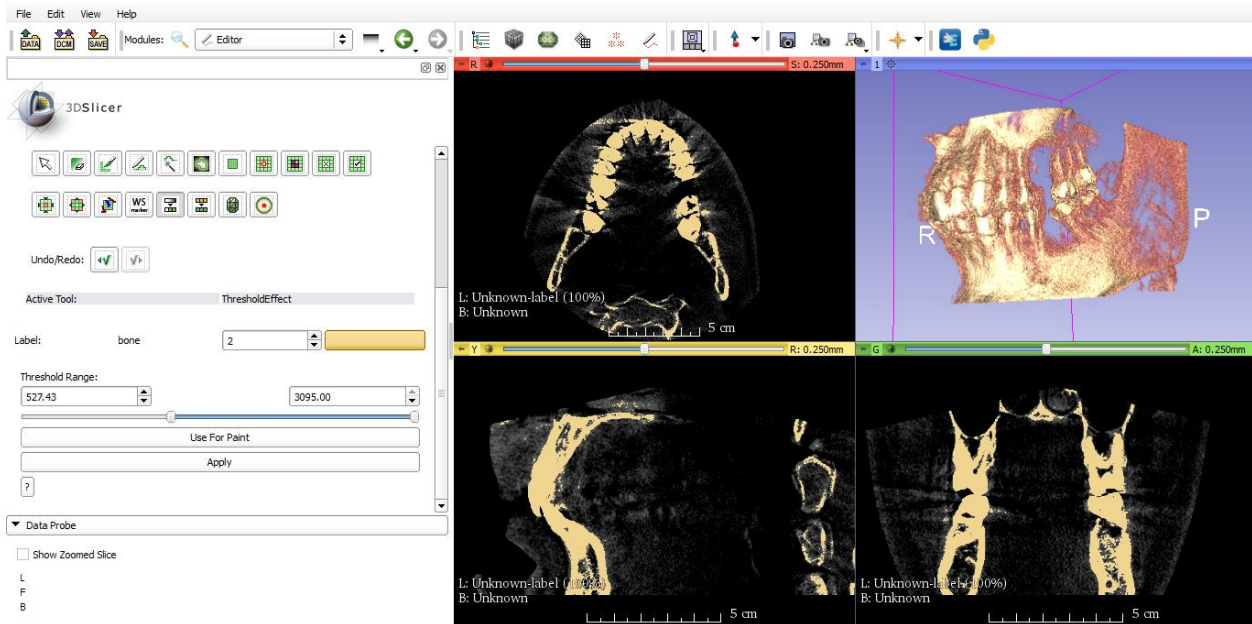 File Edit View Help
DATA DCM SAVE Modules: Editor
3DSlicer
WS
marker
Undo/Redo:
Active Tool: ThresholdEffect
Label: bone 2
Threshold Range:
527.43 3095.00
Use For Paint
Apply
?
Data Probe
Show Zoomed Slice
L
F
B
R S: 0.250mm
L: Unknown-label (100%)
B: Unknown
5 cm
1
R P
Y R: 0.250mm
L: Unknown-label (100%)
B: Unknown
5 cm
G A: 0.250mm
L: Unknown-label (100%)
B: Unknown
5 cm